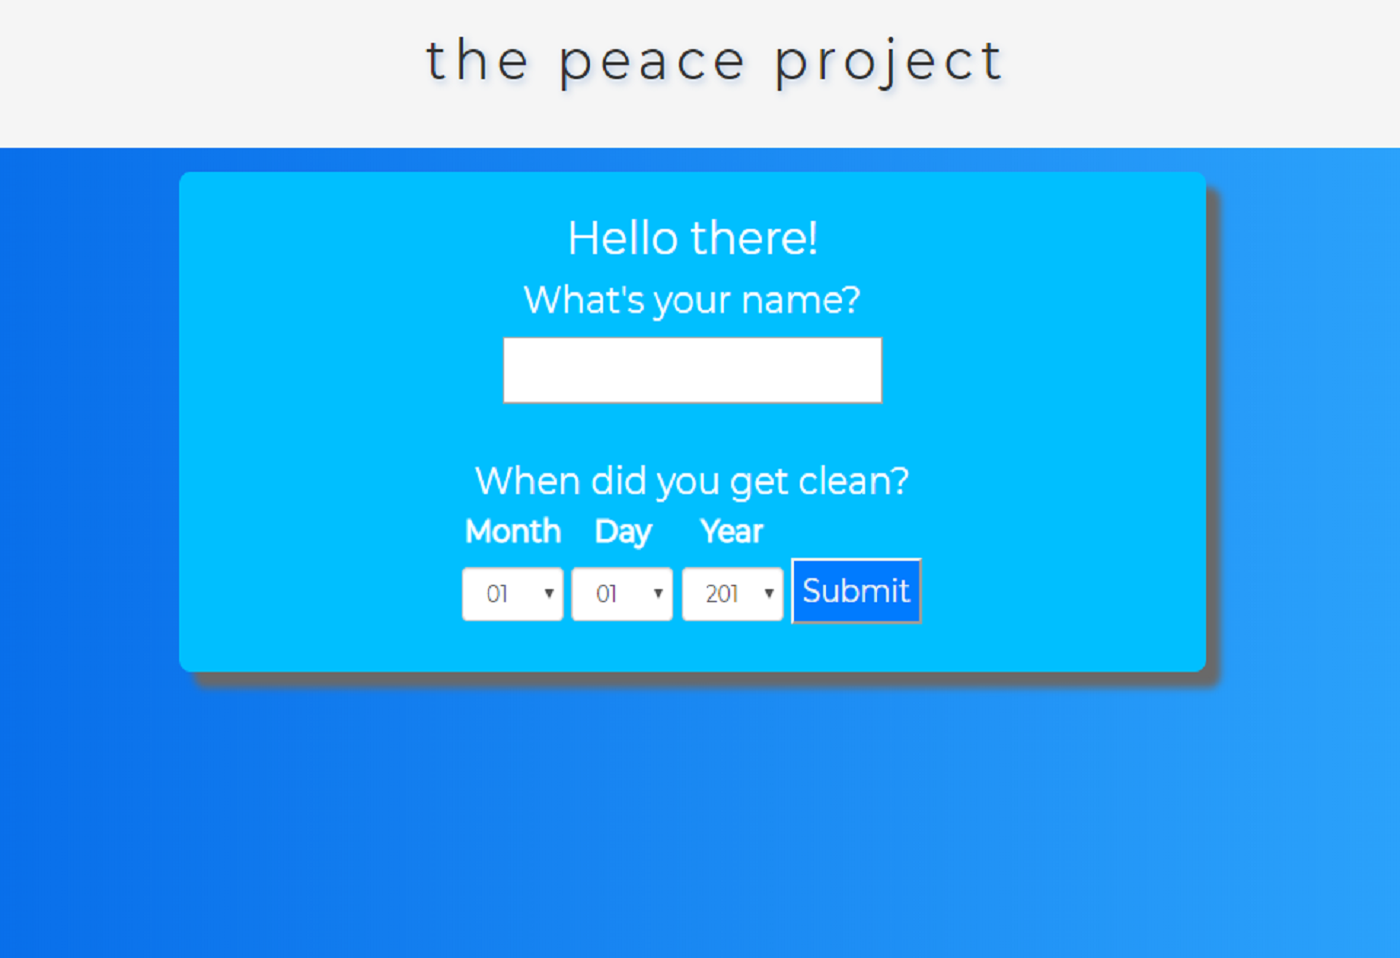 the peace project
Hello there!
What's your name?
When did you get clean?
Month Day Year
01 01 201 Submit